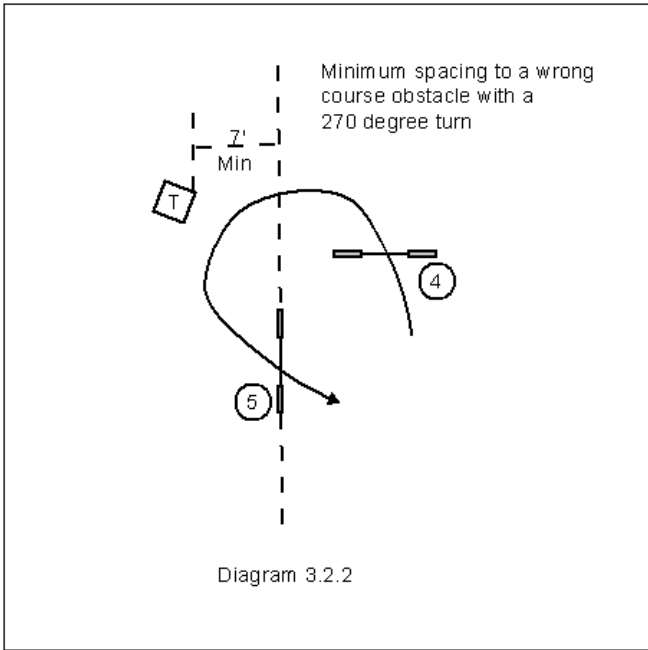 Minimum spacing to a wrong
course obstacle with a
270 degree turn
7'
Min
T
4
5
Diagram 3.2.2